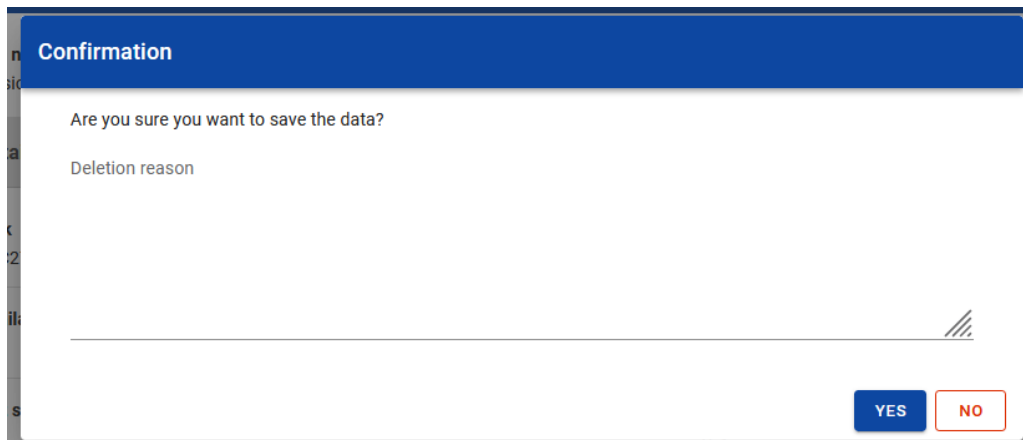 Confirmation
Are you sure you want to save the data?
Deletion reason
YES
NO